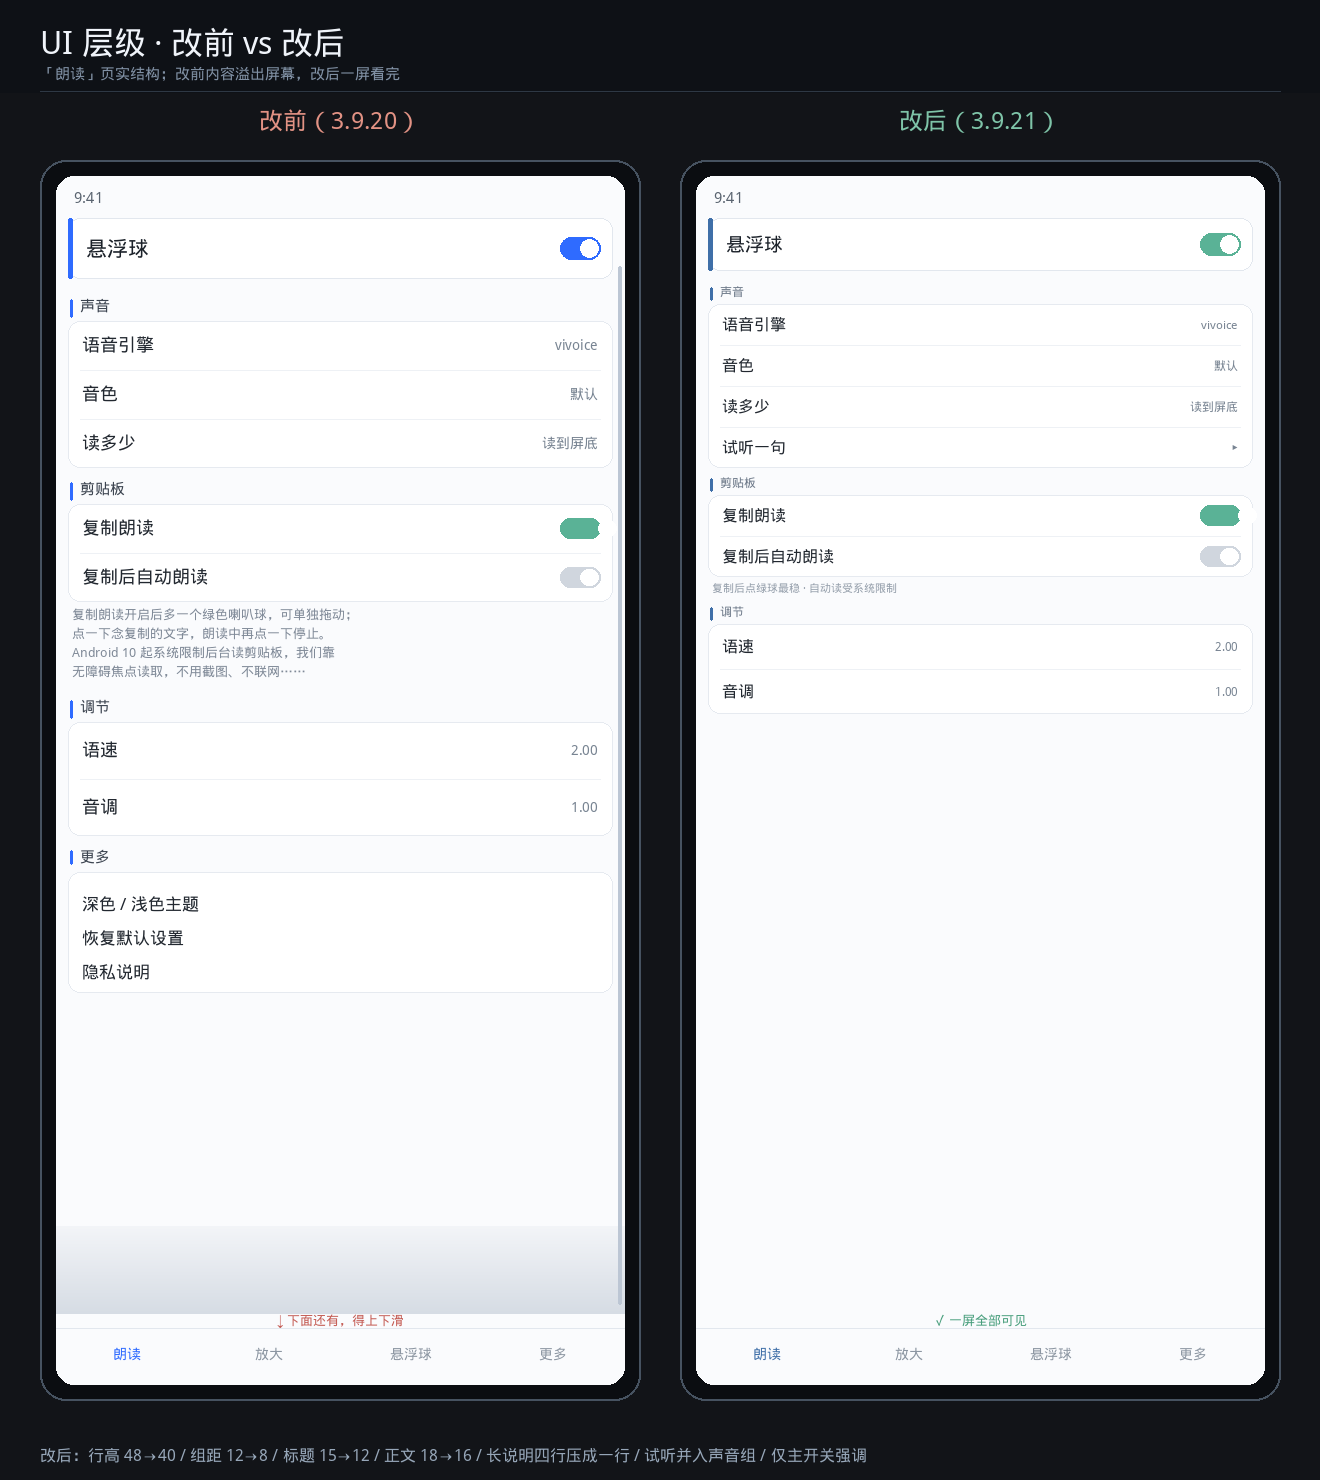 UI 层级 · 改前 vs 改后
「朗读」页实结构；改前内容溢出屏幕，改后一屏看完
改前（3.9.20）
9:41
悬浮球
声音
语音引擎 vivoice
音色 默认
读多少 读到屏底
剪贴板
复制朗读
复制后自动朗读
复制朗读开启后多一个绿色喇叭球，可单独拖动；
点一下念复制的文字，朗读中再点一下停止。
Android 10 起系统限制后台读剪贴板，我们靠
无障碍焦点读取，不用截图、不联网……
调节
语速 2.00
音调 1.00
更多
深色 / 浅色主题
恢复默认设置
隐私说明
↓下面还有，得上下滑
朗读 放大 悬浮球 更多
改后（3.9.21）
9:41
悬浮球
声音
语音引擎 vivoice
音色 默认
读多少 读到屏底
试听一句 ▸
剪贴板
复制朗读
复制后自动朗读
复制后点绿球最稳 · 自动读受系统限制
调节
语速 2.00
音调 1.00
✓ 一屏全部可见
朗读 放大 悬浮球 更多
改后：行高 48→40 / 组距 12→8 / 标题 15→12 / 正文 18→16 / 长说明四行压成一行 / 试听并入声音组 / 仅主开关强调